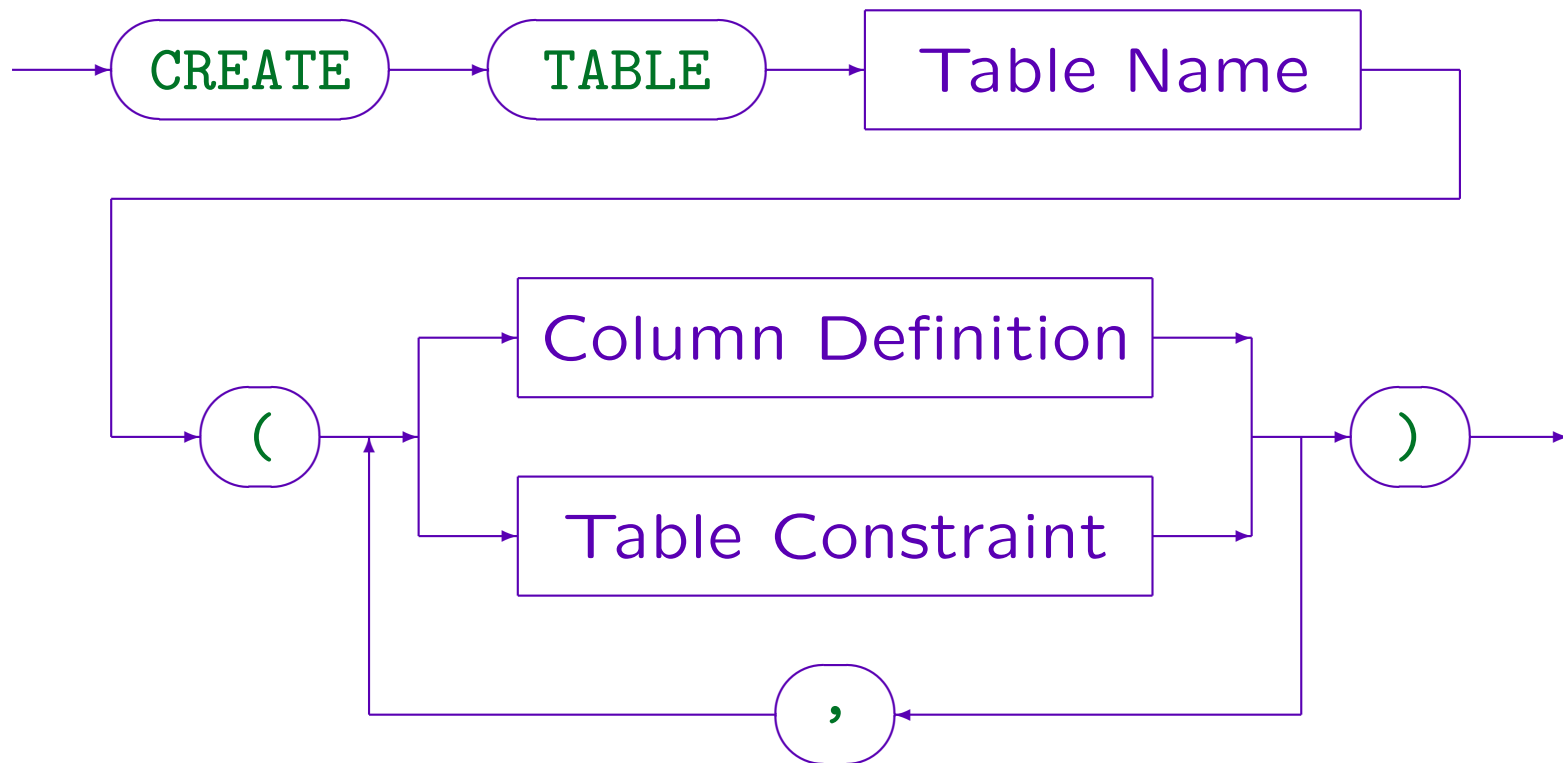 CREATE TABLE Table Name
Column Definition
( )
Table Constraint
,